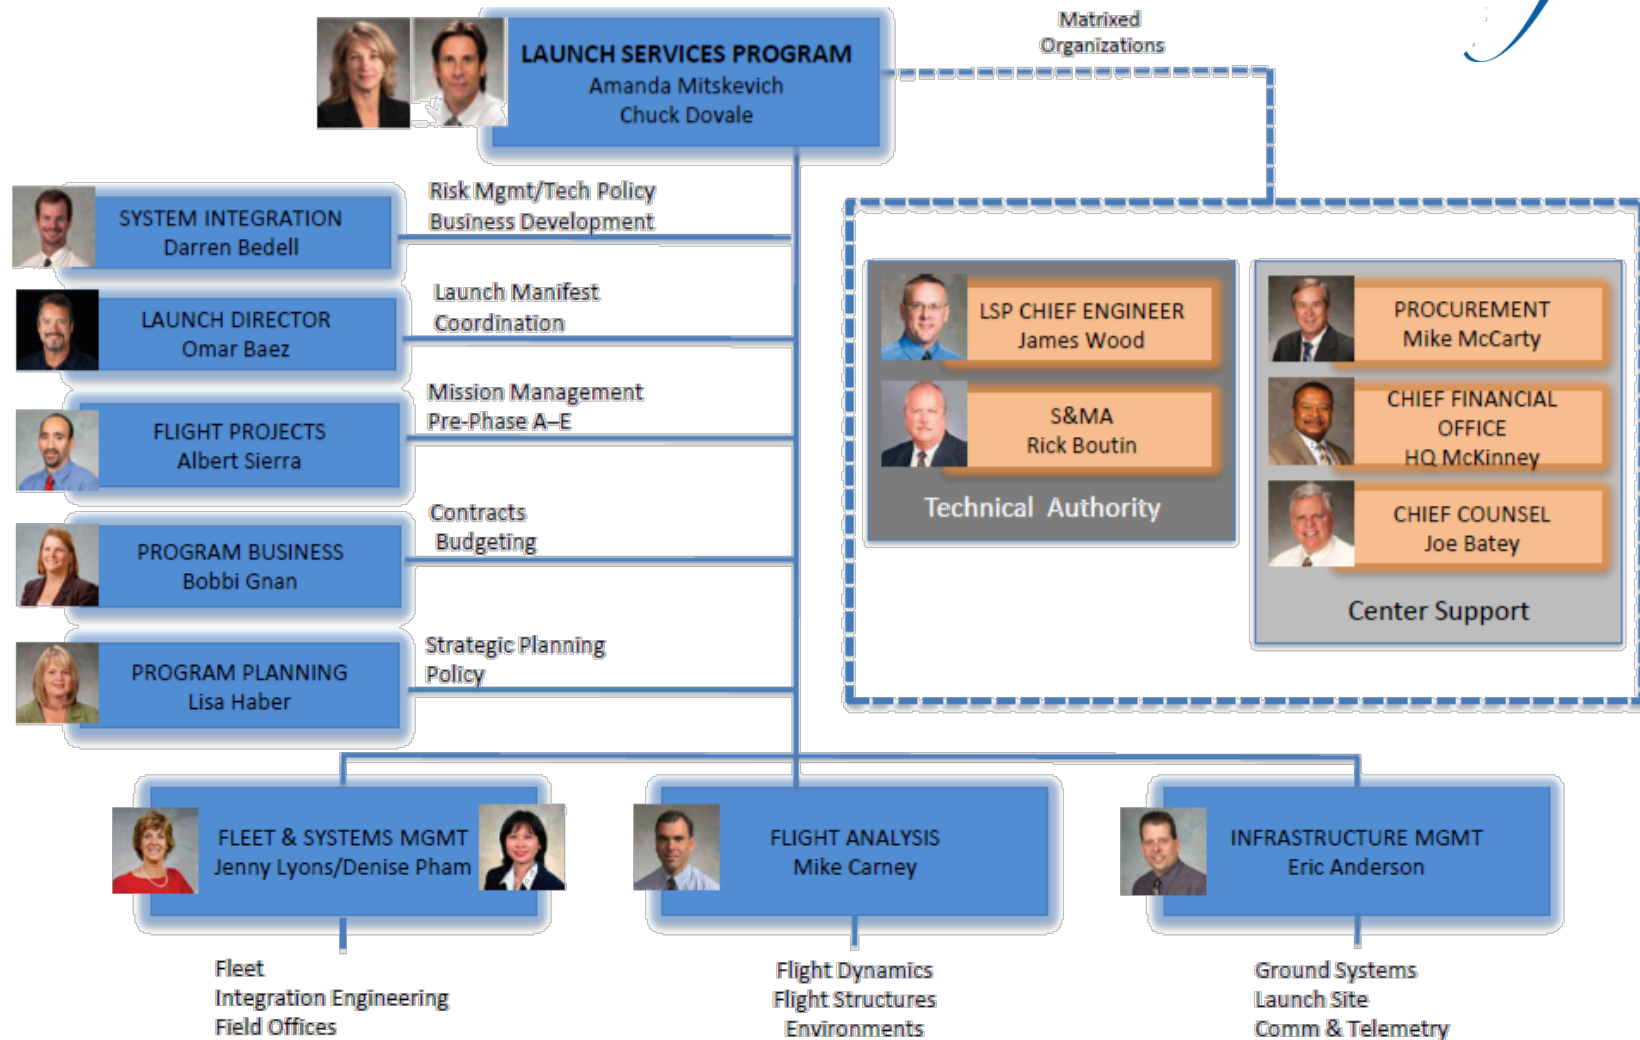 Matrixed
Organizations
LAUNCH SERVICES PROGRAM
Amanda Mitskevich
Chuck Dovale
SYSTEM INTEGRATION
Darren Bedell
Risk Mgmt/Tech Policy
Business Development
LAUNCH DIRECTOR
Omar Baez
Launch Manifest
Coordination
FLIGHT PROJECTS
Albert Sierra
Mission Management
Pre-Phase A–E
PROGRAM BUSINESS
Bobbi Gnan
Contracts
Budgeting
PROGRAM PLANNING
Lisa Haber
Strategic Planning
Policy
LSP CHIEF ENGINEER
James Wood
S&MA
Rick Boutin
Technical Authority
PROCUREMENT
Mike McCarty
CHIEF FINANCIAL
OFFICE
HQ McKinney
CHIEF COUNSEL
Joe Batey
Center Support
FLEET & SYSTEMS MGMT
Jenny Lyons/Denise Pham
Fleet
Integration Engineering
Field Offices
FLIGHT ANALYSIS
Mike Carney
Flight Dynamics
Flight Structures
Environments
INFRASTRUCTURE MGMT
Eric Anderson
Ground Systems
Launch Site
Comm & Telemetry